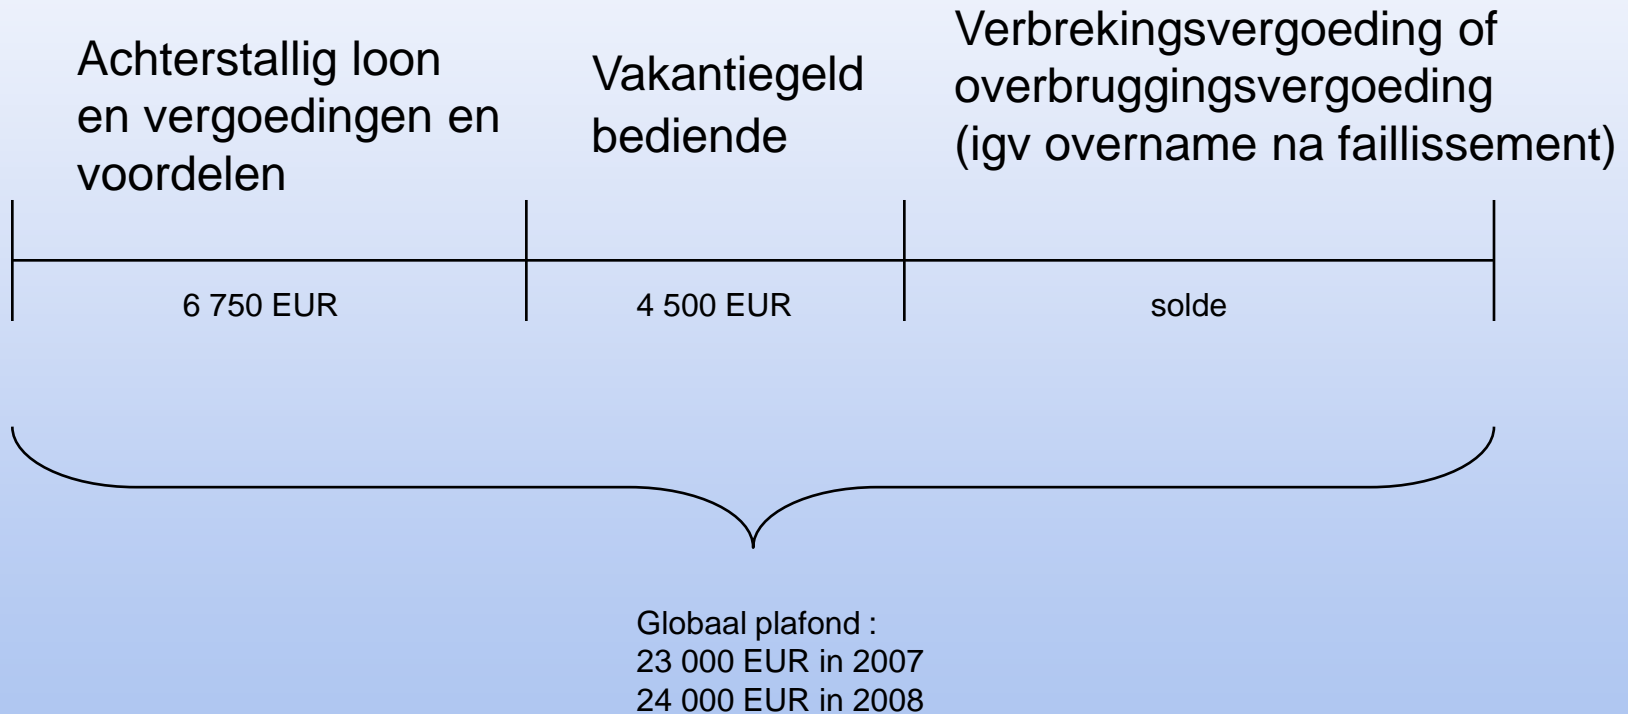 Achterstallig loon
en vergoedingen en
voordelen
Vakantiegeld
bediende
Verbrekingsvergoeding of
overbruggingsvergoeding
(igv overname na faillissement)
6 750 EUR
4 500 EUR
solde
Globaal plafond :
23 000 EUR in 2007
24 000 EUR in 2008